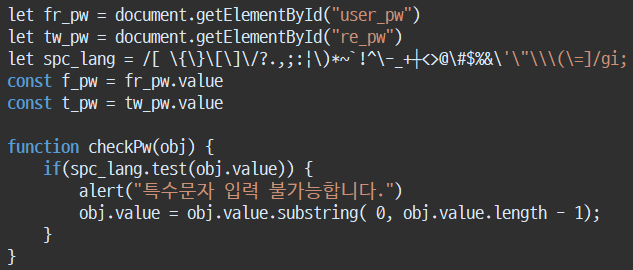 let fr_pw = document.getElementById("user_pw")
let tw_pw = document.getElementById("re_pw")
let spc_lang = /[ \{\}\[\]\/?.,;:¦\)*~`!^\-_+┼<>@\#$%&\'\"\\\(\=]/gi;
const f_pw = fr_pw.value
const t_pw = tw_pw.value
function checkPw(obj) {
if(spc_lang.test(obj.value)) {
alert("특수문자 입력 불가능합니다.")
obj.value = obj.value.substring( 0, obj.value.length - 1);
}
}